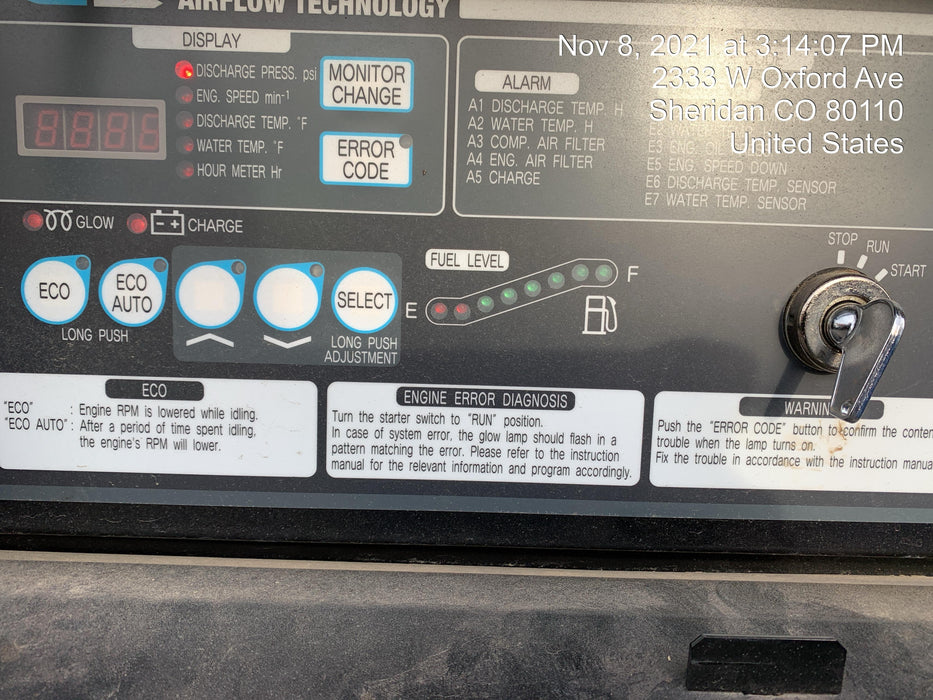 AIRFLOW TECHNOLOGY
Nov 8, 2021 at 3:14:07 PM
2333 W Oxford Ave
Sheridan CO 80110
United States
DISPLAY
DISCHARGE PRESS. psi
ENG. SPEED min-1
DISCHARGE TEMP. °F
WATER TEMP. °F
HOUR METER Hr
MONITOR
CHANGE
ERROR
CODE
ALARM
A1 DISCHARGE TEMP. H
A2 WATER TEMP. H
A3 COMP. AIR FILTER
A4 ENG. AIR FILTER
A5 CHARGE
E5 ENG. SPEED DOWN
E6 DISCHARGE TEMP. SENSOR
E7 WATER TEMP. SENSOR
GLOW
- +
CHARGE
ECO
ECO
AUTO
SELECT
LONG PUSH
LONG PUSH
ADJUSTMENT
FUEL LEVEL
E
F
STOP
RUN
START
ECO
"ECO" : Engine RPM is lowered while idling.
"ECO AUTO" : After a period of time spent idling,
the engine's RPM will lower.
ENGINE ERROR DIAGNOSIS
Turn the starter switch to "RUN" position.
In case of system error, the glow lamp should flash in a
pattern matching the error. Please refer to the instruction
manual for the relevant information and program accordingly.
WARNIN
Push the "ERROR CODE" button to confirm the conten
trouble when the lamp turns on.
Fix the trouble in accordance with the instruction manua